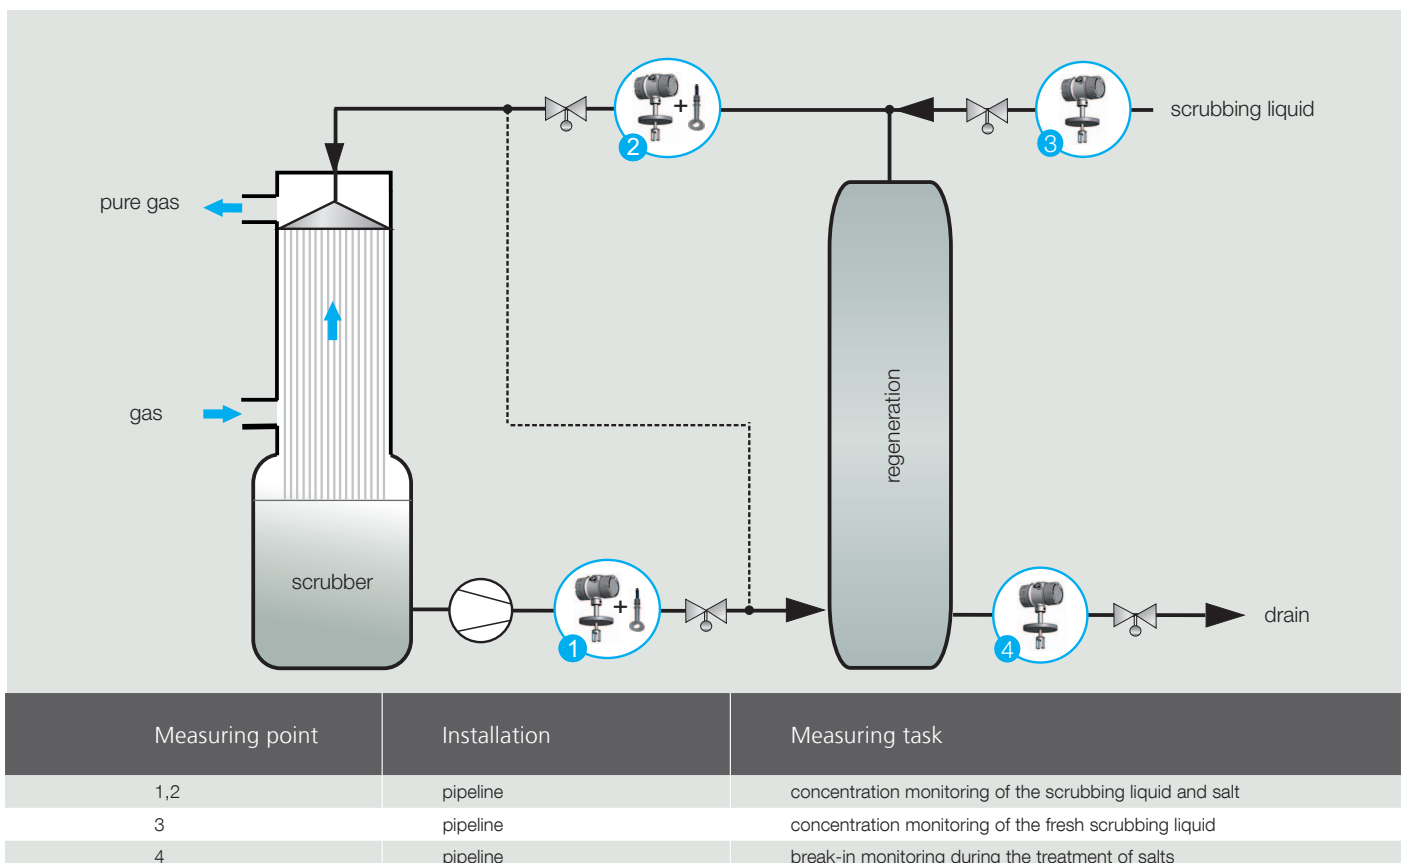 scrubbing liquid
+
2
3
pure gas
gas
regeneration
scrubber
+
1
4
drain
Measuring point Installation Measuring task
1,2 pipeline concentration monitoring of the scrubbing liquid and salt
3 pipeline concentration monitoring of the fresh scrubbing liquid
4 pipeline break-in monitoring during the treatment of salts